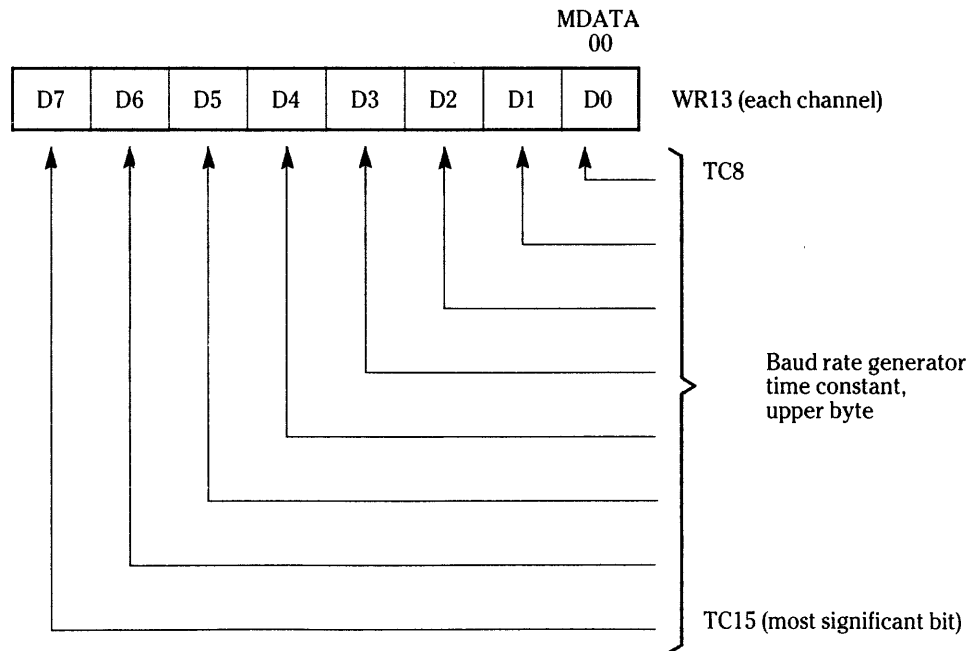 MDATA
00
D7 D6 D5 D4 D3 D2 D1 D0 WR13 (each channel)
TC8
Baud rate generator
time constant,
upper byte
TC15 (most significant bit)